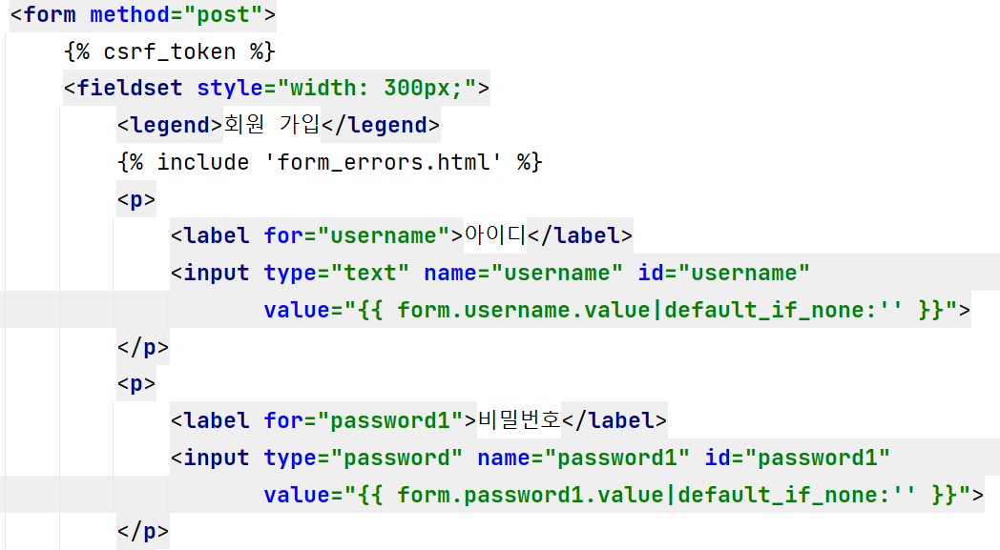 <form method="post">
{% csrf_token %}
<fieldset style="width: 300px;">
<legend>회원 가입</legend>
{% include 'form_errors.html' %}
<p>
<label for="username">아이디</label>
<input type="text" name="username" id="username"
value="{{ form.username.value|default_if_none:'' }}">
</p>
<p>
<label for="password1">비밀번호</label>
<input type="password" name="password1" id="password1"
value="{{ form.password1.value|default_if_none:'' }}">
</p>